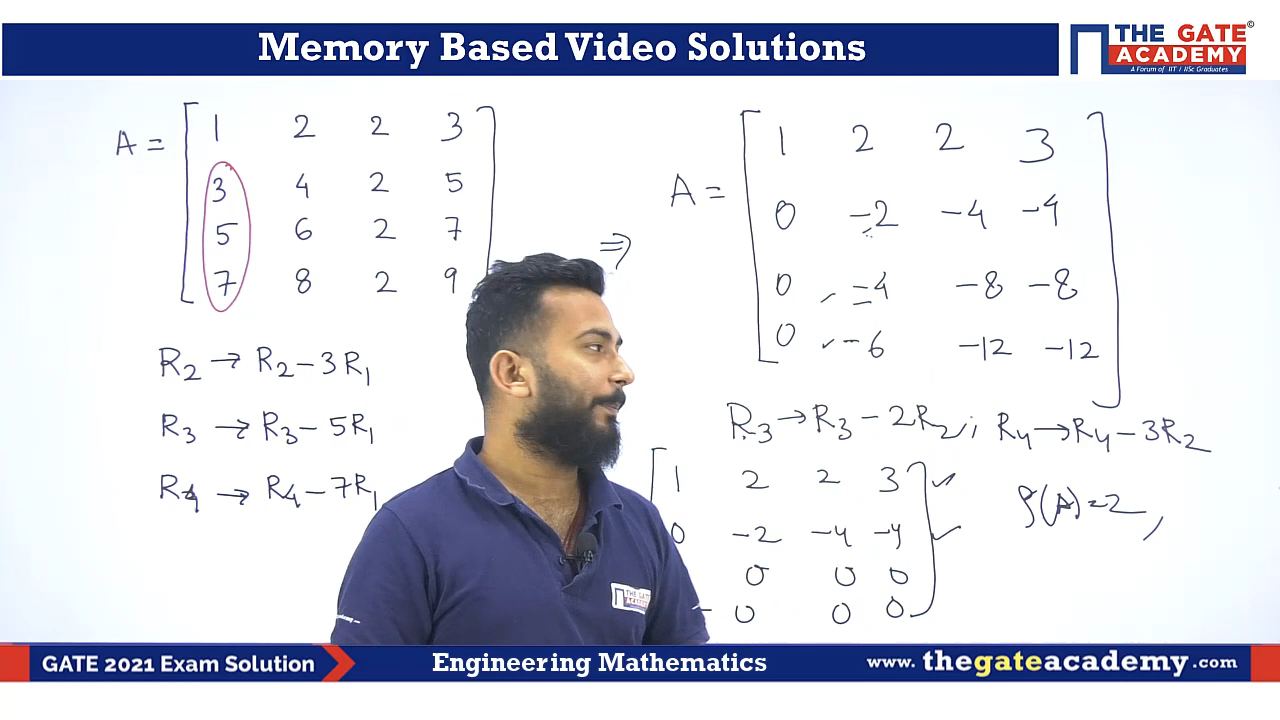 Memory Based Video Solutions
THE GATE
ACADEMY
©
A Forum of IIT / IISc Graduates
A = [ 1 2 2 3
3 4 2 5
5 6 2 7
7 8 2 9
R2 → R2 - 3R1
R3 → R3 - 5R1
R4 → R4 - 7R1
⇒
A = [ 1 2 2 3
0 -2 -4 -4
0 -4 -8 -8
0 -6 -12 -12 ]
R3 → R3 - 2R2 ; R4 → R4 - 3R2
[ 1 2 2 3 ✓
0 -2 -4 -4 ✓
0 0 0
0 0 0 ]
ρ(A) = 2,
THE GATE
ACADEMY
GATE 2021 Exam Solution
Engineering Mathematics
www. thegateacademy .com